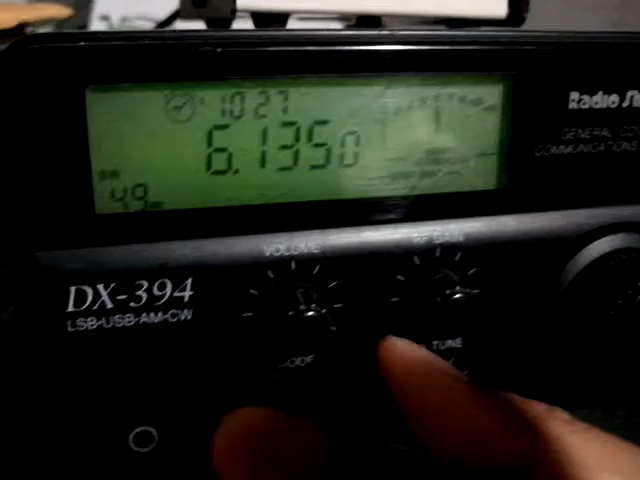 10 27
6.1350
49m
Radio Sh
GENERAL CO
COMMUNICATIONS
VOLUME
RF GAIN
DX-394
LSB-USB-AM-CW
TUNE